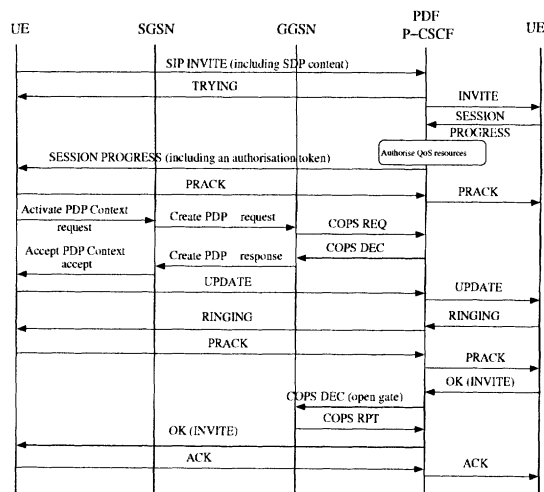 PDF
UE SGSN GGSN P-CSCF UE
SIP INVITE (including SDP content)
TRYING
INVITE
SESSION
PROGRESS
Authorise QoS resources
SESSION PROGRESS (including an authorisation token)
PRACK
PRACK
Activate PDP Context
request
Create PDP request
COPS REQ
COPS DEC
Create PDP response
Accept PDP Context
accept
UPDATE
UPDATE
RINGING
RINGING
PRACK
PRACK
OK (INVITE)
COPS DEC (open gate)
COPS RPT
OK (INVITE)
ACK
ACK